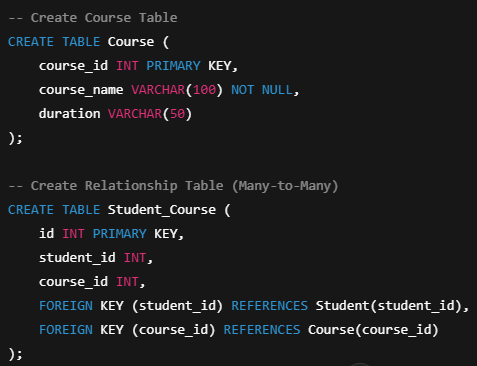 -- Create Course Table
CREATE TABLE Course (
    course_id INT PRIMARY KEY,
    course_name VARCHAR(100) NOT NULL,
    duration VARCHAR(50)
);

-- Create Relationship Table (Many-to-Many)
CREATE TABLE Student_Course (
    id INT PRIMARY KEY,
    student_id INT,
    course_id INT,
    FOREIGN KEY (student_id) REFERENCES Student(student_id),
    FOREIGN KEY (course_id) REFERENCES Course(course_id)
);